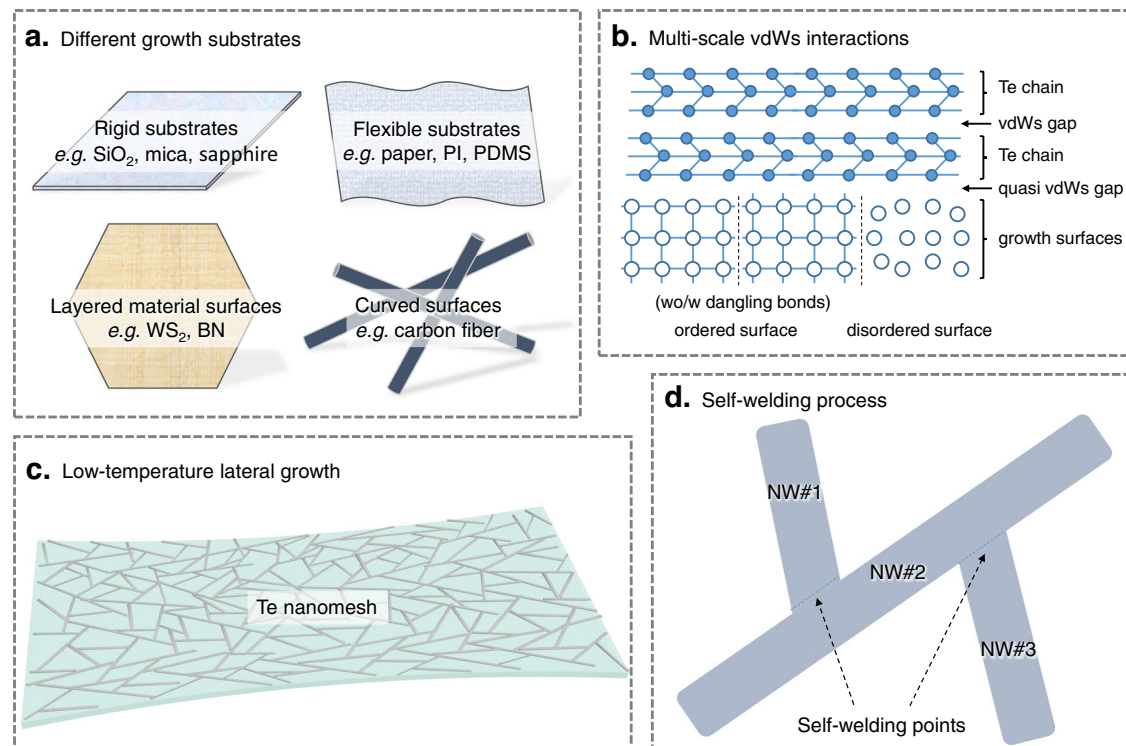 a. Different growth substrates
Rigid substrates
e.g. SiO₂, mica, sapphire
Flexible substrates
e.g. paper, PI, PDMS
Layered material surfaces
e.g. WS₂, BN
Curved surfaces
e.g. carbon fiber
b. Multi-scale vdWs interactions
Te chain
vdWs gap
Te chain
quasi vdWs gap
growth surfaces
(wo/w dangling bonds)
ordered surface
disordered surface
c. Low-temperature lateral growth
Te nanomesh
d. Self-welding process
NW#1
NW#2
NW#3
Self-welding points